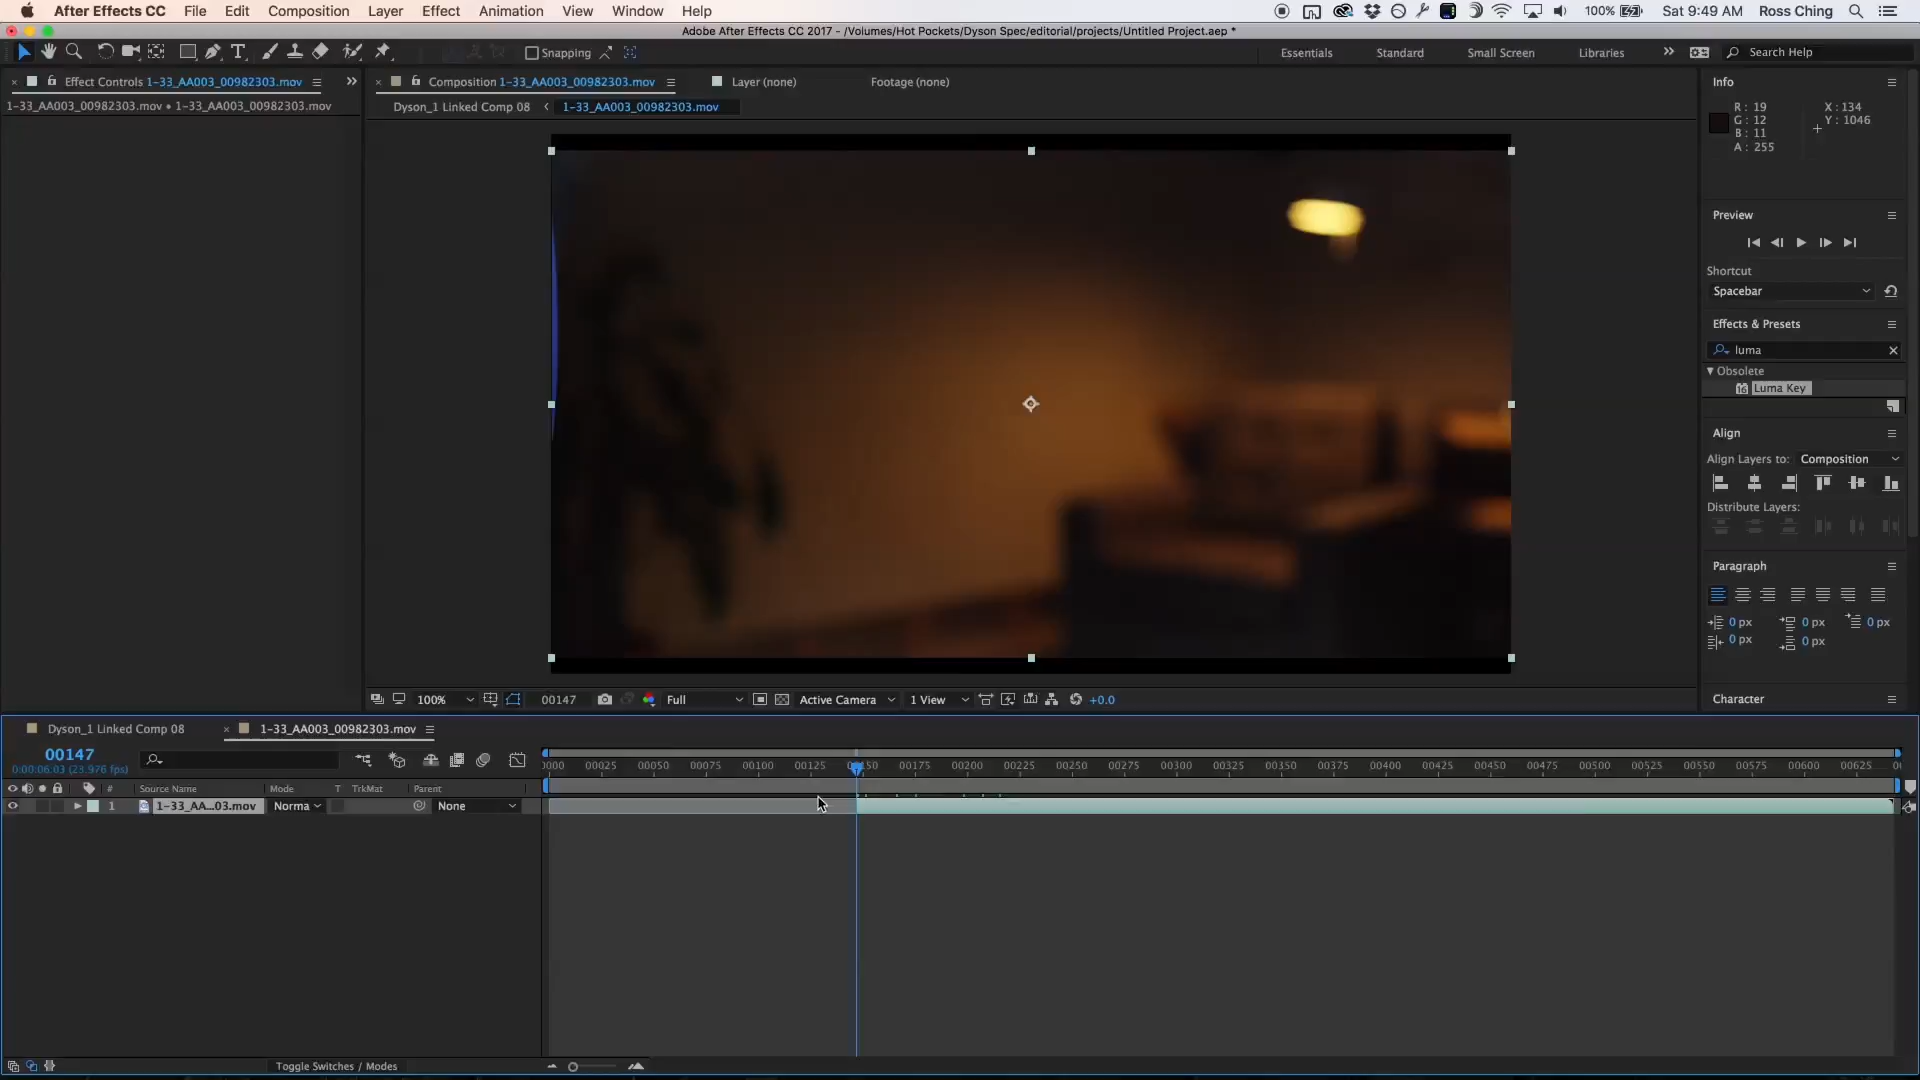 After Effects CC File Edit Composition Layer Effect Animation View Window Help
100% Sat 9:49 AM Ross Ching
Adobe After Effects CC 2017 - /Volumes/Hot Pockets/Dyson Spec/editorial/projects/Untitled Project.aep *
Snapping
Essentials Standard Small Screen Libraries >> Search Help
Effect Controls 1-33_AA003_00982303.mov
1-33_AA003_00982303.mov • 1-33_AA003_00982303.mov
Composition 1-33_AA003_00982303.mov Layer (none) Footage (none)
Dyson_1 Linked Comp 08 < 1-33_AA003_00982303.mov
Info
R : 19 X : 134
G : 12 Y : 1046
B : 11
A : 255
Preview
Shortcut
Spacebar
Effects & Presets
luma
Obsolete
Luma Key
Align
Align Layers to: Composition
Distribute Layers:
Paragraph
0 px 0 px 0 px
0 px 0 px
Character
100% 00147 Full Active Camera 1 View +0.0
Dyson_1 Linked Comp 08 1-33_AA003_00982303.mov
00147
0:00:06:03 (23.976 fps)
0000 00025 00050 00075 00100 00125 00150 00175 00200 00225 00250 00275 00300 00325 00350 00375 00400 00425 00450 00475 00500 00525 00550 00575 00600 00625
# Source Name Mode T TrkMat Parent
1 1-33_AA...03.mov Norma None
Toggle Switches / Modes